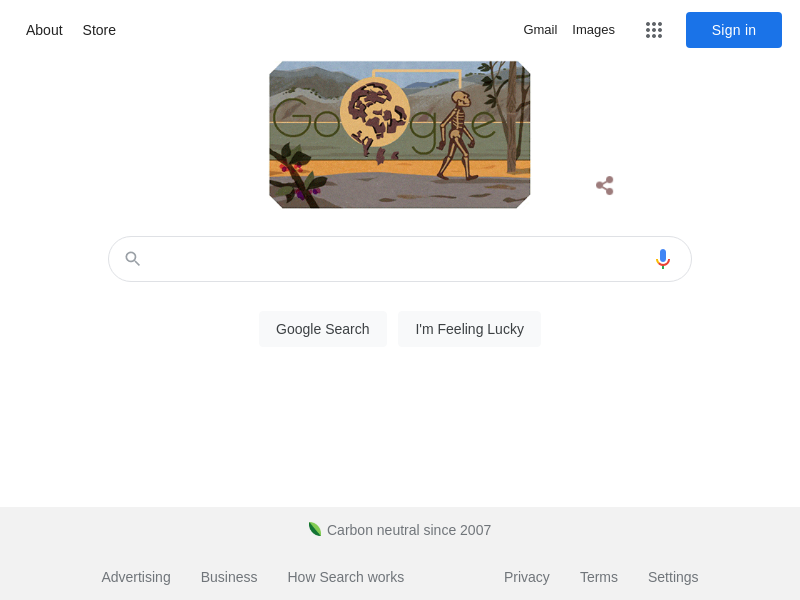 About Store Gmail Images Sign in
Google
Google Search I'm Feeling Lucky
Carbon neutral since 2007
Advertising Business How Search works Privacy Terms Settings